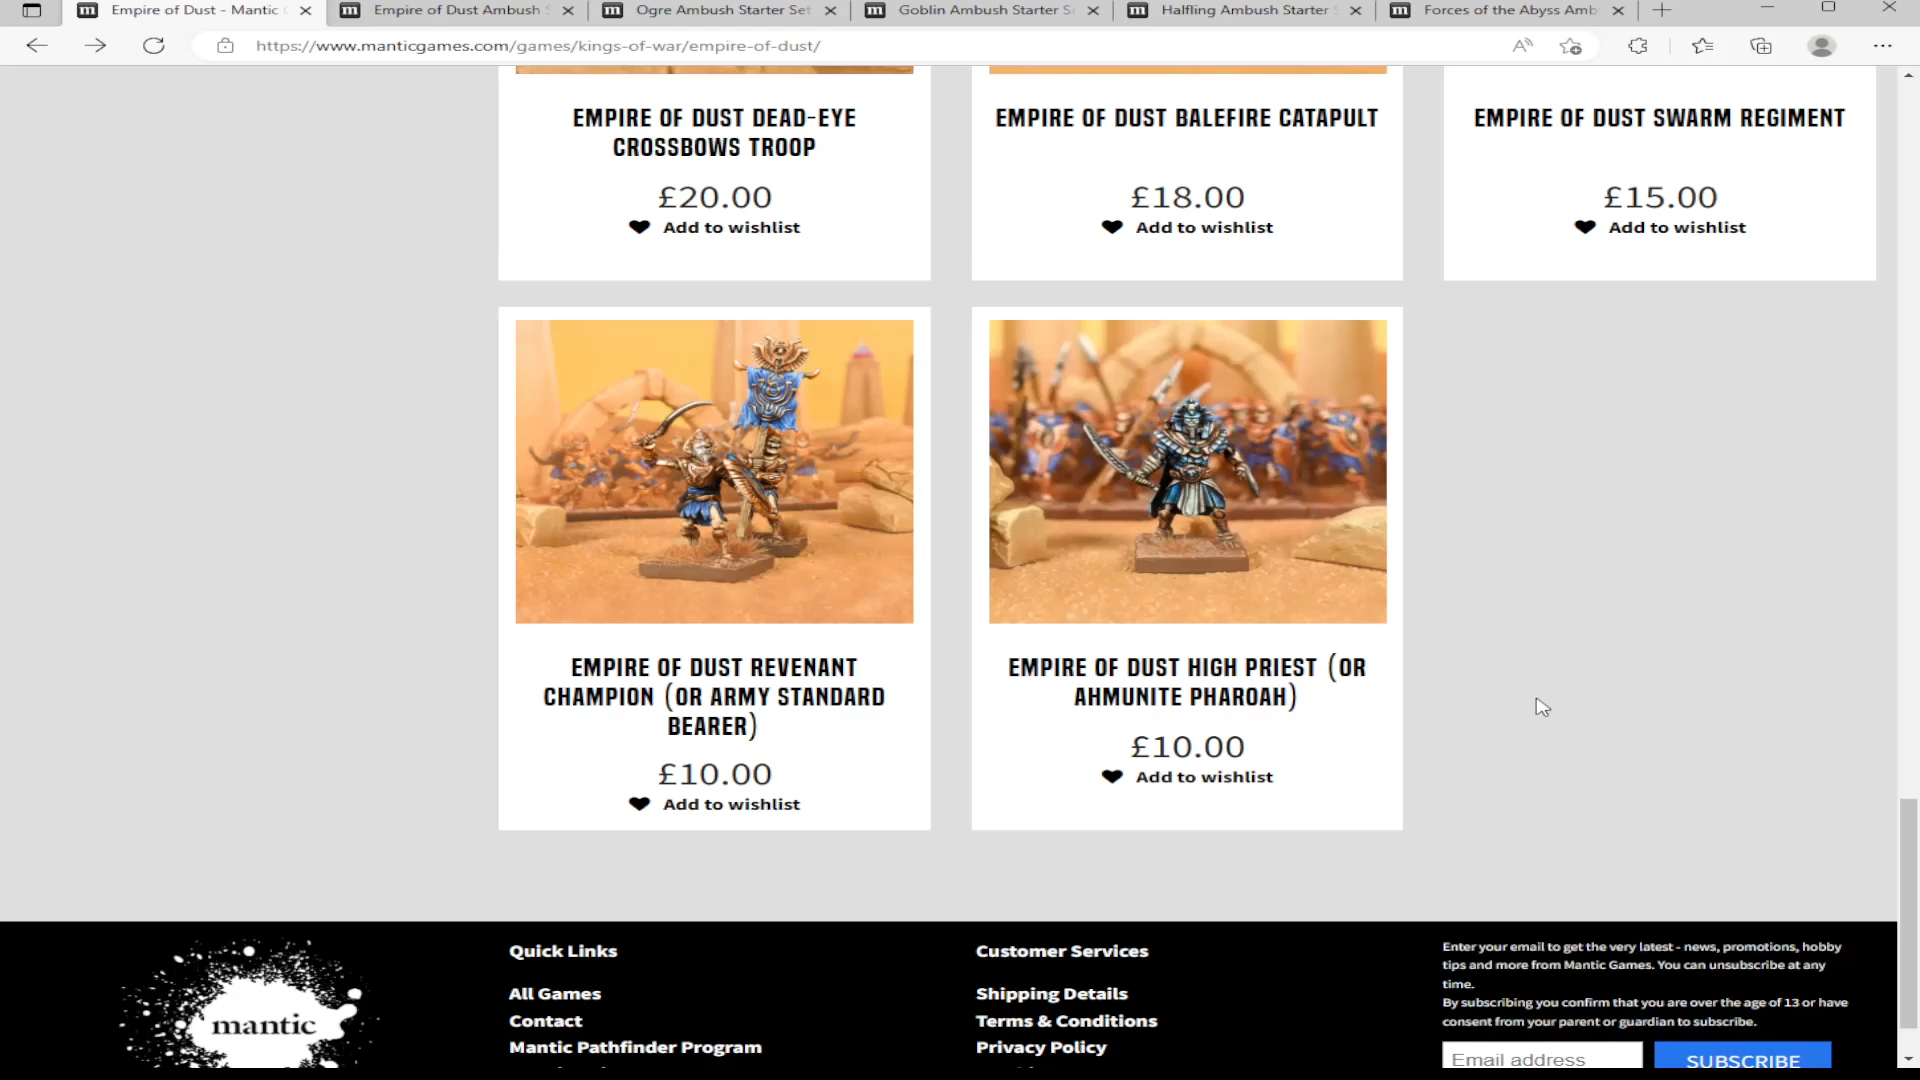 Empire of Dust - Mantic
Empire of Dust Ambush S
Ogre Ambush Starter Set
Goblin Ambush Starter S
Halfling Ambush Starter
Forces of the Abyss Amb
https://www.manticgames.com/games/kings-of-war/empire-of-dust/
EMPIRE OF DUST DEAD-EYE
CROSSBOWS TROOP
£20.00
Add to wishlist
EMPIRE OF DUST BALEFIRE CATAPULT
£18.00
Add to wishlist
EMPIRE OF DUST SWARM REGIMENT
£15.00
Add to wishlist
EMPIRE OF DUST REVENANT
CHAMPION (OR ARMY STANDARD
BEARER)
£10.00
Add to wishlist
EMPIRE OF DUST HIGH PRIEST (OR
AHMUNITE PHAROAH)
£10.00
Add to wishlist
mantic
Quick Links
All Games
Contact
Mantic Pathfinder Program
Customer Services
Shipping Details
Terms & Conditions
Privacy Policy
Enter your email to get the very latest - news, promotions, hobby
tips and more from Mantic Games. You can unsubscribe at any
time.
By subscribing you confirm that you are over the age of 13 or have
consent from your parent or guardian to subscribe.
Email address
SUBSCRIBE